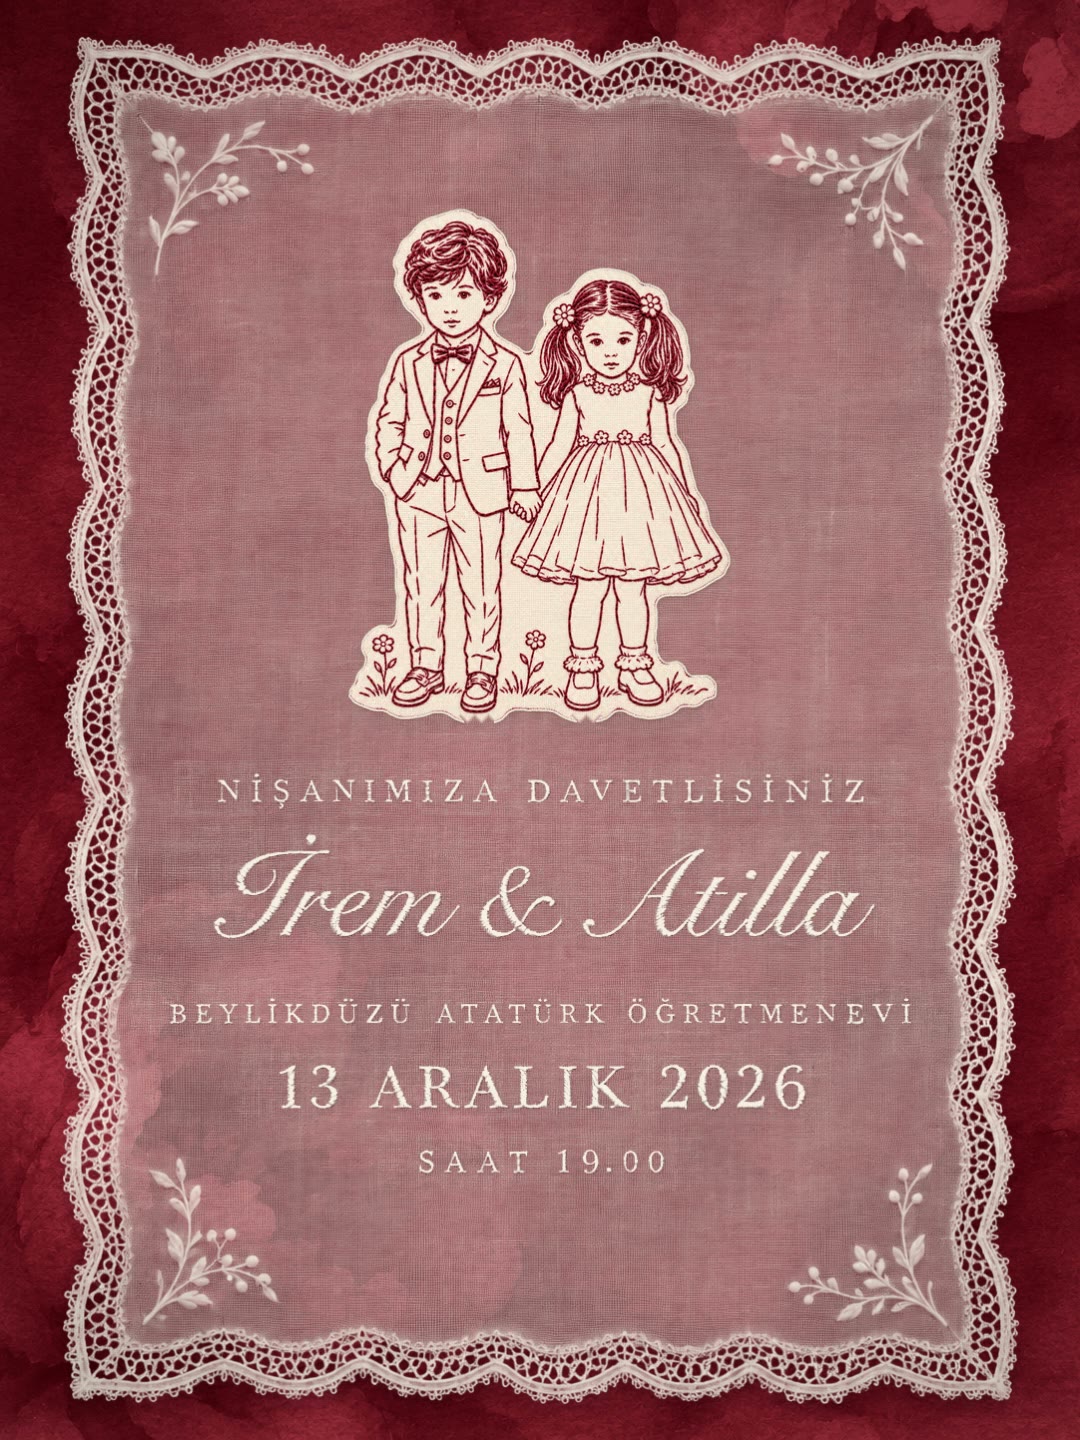 NİŞANIMIZA DAVETLİSİNİZ
İrem & Atilla
BEYLİKDÜZÜ ATATÜRK ÖĞRETMENEVİ
13 ARALIK 2026
SAAT 19.00